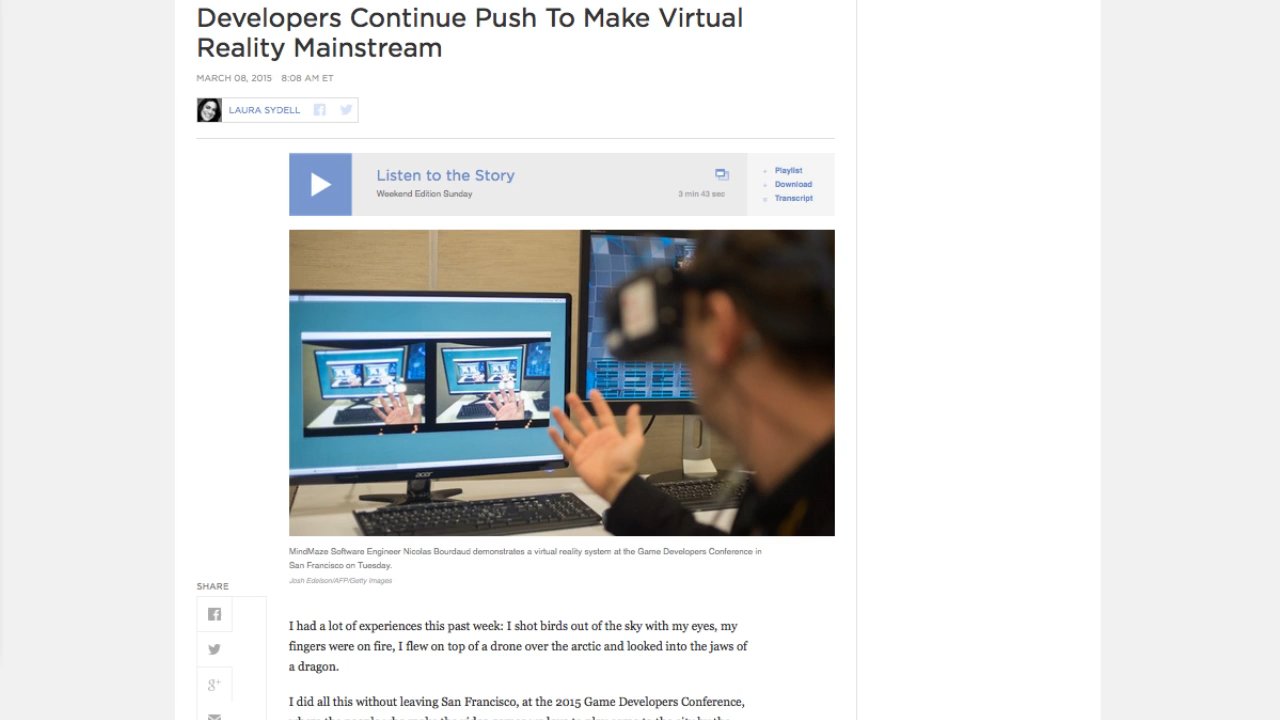 Developers Continue Push To Make Virtual
Reality Mainstream
MARCH 08, 2015 8:08 AM ET
LAURA SYDELL
Listen to the Story
Weekend Edition Sunday
3 min 43 sec
Playlist
Download
Transcript
acer
MindMaze Software Engineer Nicolas Bourdaud demonstrates a virtual reality system at the Game Developers Conference in
San Francisco on Tuesday.
Josh Edelson/AFP/Getty Images
SHARE
I had a lot of experiences this past week: I shot birds out of the sky with my eyes, my
fingers were on fire, I flew on top of a drone over the arctic and looked into the jaws of
a dragon.
I did all this without leaving San Francisco, at the 2015 Game Developers Conference,